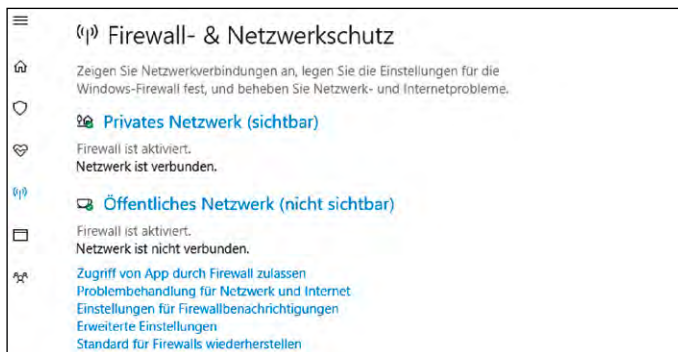 Firewall- & Netzwerkschutz
Zeigen Sie Netzwerkverbindungen an, legen Sie die Einstellungen für die
Windows-Firewall fest, und beheben Sie Netzwerk- und Internetprobleme.
Privates Netzwerk (sichtbar)
Firewall ist aktiviert.
Netzwerk ist verbunden.
Öffentliches Netzwerk (nicht sichtbar)
Firewall ist aktiviert.
Netzwerk ist nicht verbunden.
Zugriff von App durch Firewall zulassen
Problembehandlung für Netzwerk und Internet
Einstellungen für Firewallbenachrichtigungen
Erweiterte Einstellungen
Standard für Firewalls wiederherstellen